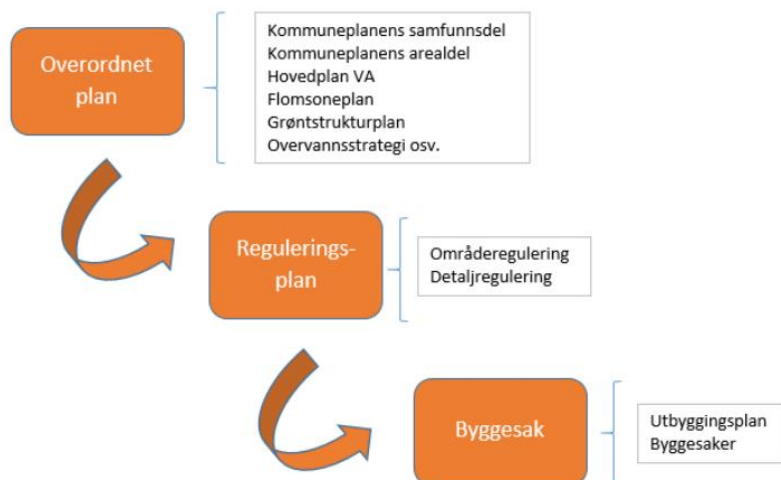 Overordnet
plan
Kommuneplanens samfunnsdel
Kommuneplanens arealdel
Hovedplan VA
Flomsoneplan
Grøntstrukturplan
Overvannsstrategi osv.
Regulerings-
plan
Områderegulering
Detaljregulering
Byggesak
Utbyggingsplan
Byggesaker